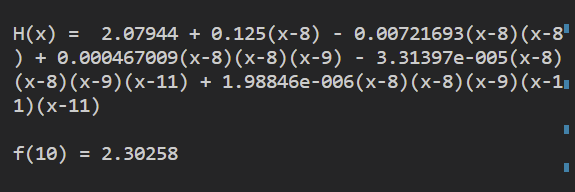 H(x) =  2.07944 + 0.125(x-8) - 0.00721693(x-8)(x-8
) + 0.000467009(x-8)(x-8)(x-9) - 3.31397e-005(x-8)
(x-8)(x-9)(x-11) + 1.98846e-006(x-8)(x-8)(x-9)(x-1
1)(x-11)
f(10) = 2.30258